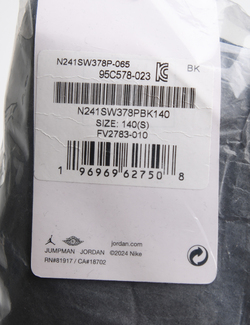 N241SW378P-065
95C578-023
BK
N241SW378PBK140
SIZE: 140(S)
FV2783-010
1 96969 62750 8
jordan.com
JUMPMAN JORDAN ©2024 Nike
RN#81917 / CA#18702